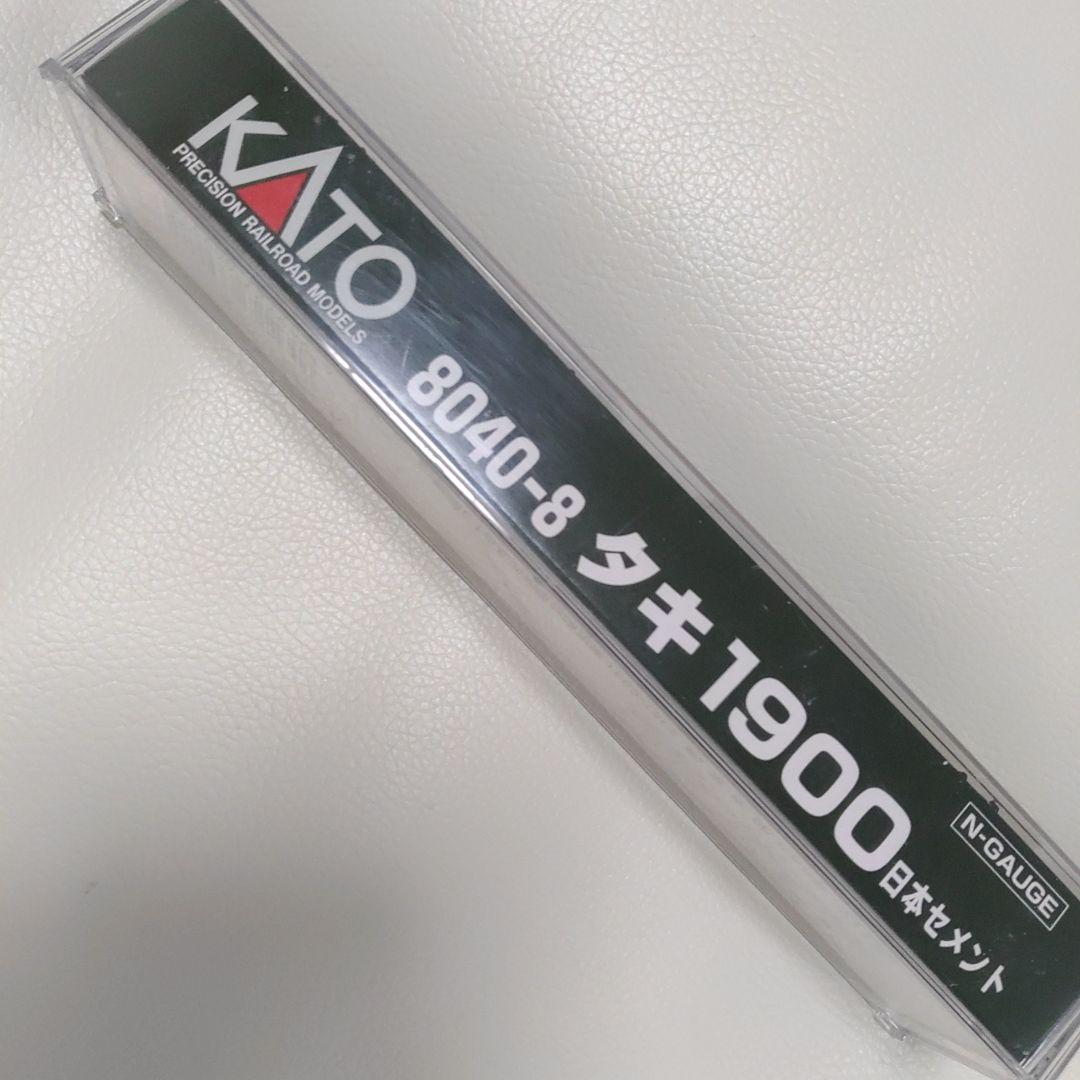 KATO
PRECISION RAILROAD MODELS
8040-8 タキ1900 日本セメント
N-GAUGE